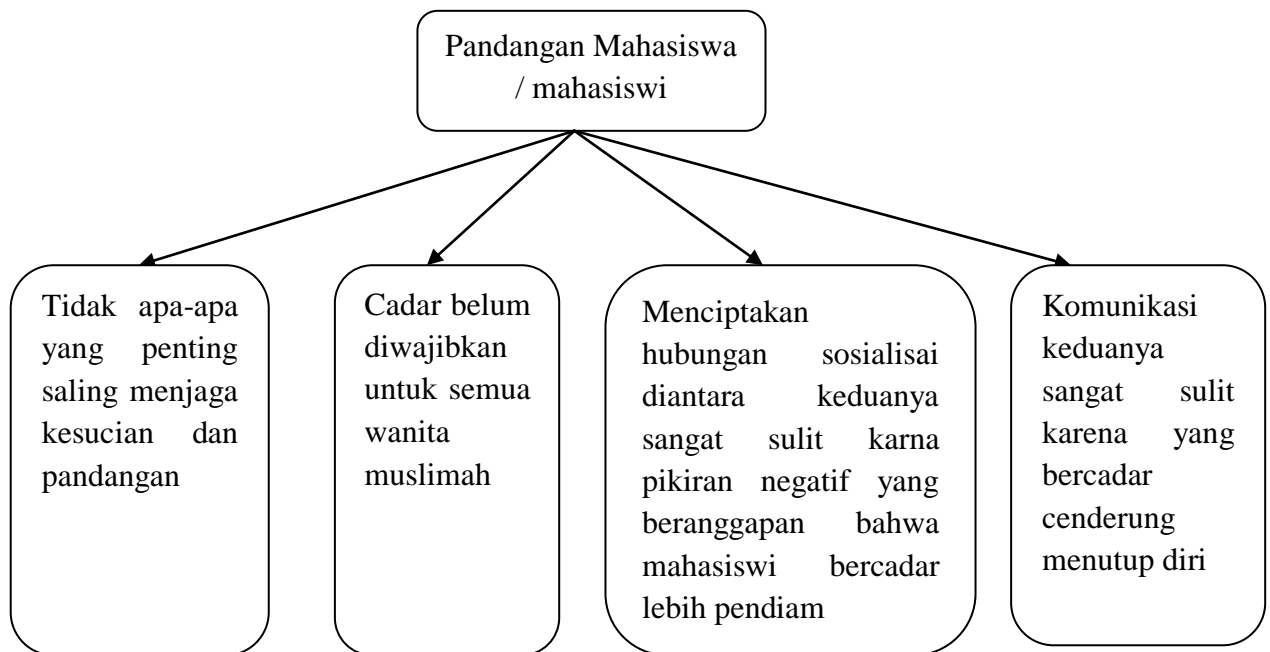 Pandangan Mahasiswa
/ mahasiswi
Tidak apa-apa
yang penting
saling menjaga
kesucian dan
pandangan
Cadar belum
diwajibkan
untuk semua
wanita
muslimah
Menciptakan
hubungan sosialisai
diantara keduanya
sangat sulit karna
pikiran negatif yang
beranggapan bahwa
mahasiswi bercadar
lebih pendiam
Komunikasi
keduanya
sangat sulit
karena yang
bercadar
cenderung
menutup diri